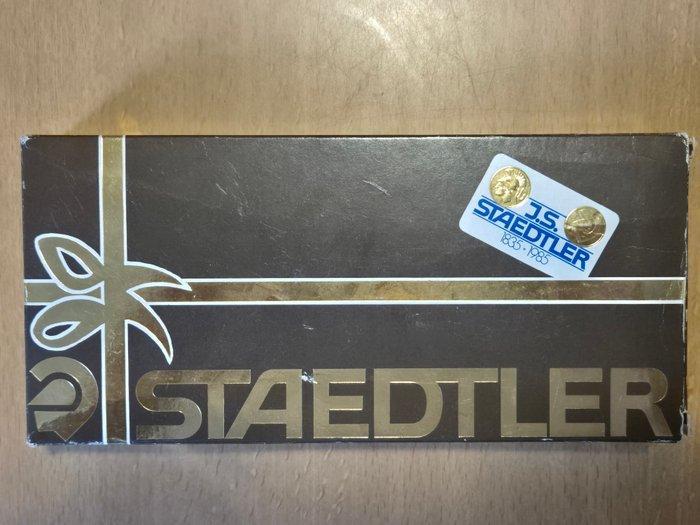 J.S.
STAEDTLER
1835 • 1985
STAEDTLER